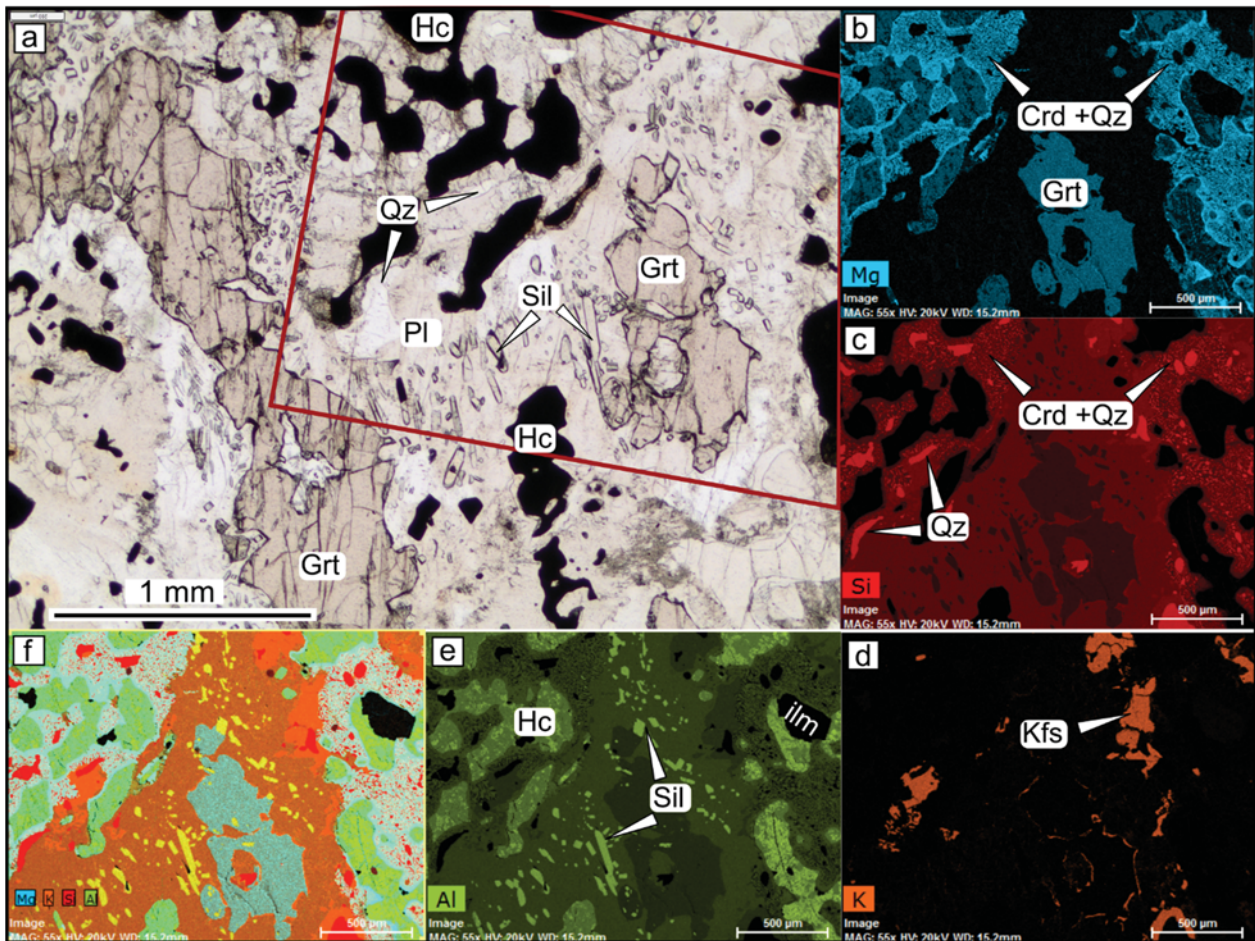 a
Hc
Qz
Grt
Sil
Pl
Hc
Grt
1 mm
b
Crd +Qz
Grt
Mg
Image
MAG: 55x HV: 20kV WD: 15.2mm
500 µm
c
Crd +Qz
Qz
Si
Image
MAG: 55x HV: 20kV WD: 15.2mm
500 µm
f
Mg K Si Al
Image
MAG: 55x HV: 20kV WD: 15.2mm
500 µm
e
Hc
ilm
Sil
Al
Image
MAG: 55x HV: 20kV WD: 15.2mm
500 µm
d
Kfs
K
Image
MAG: 55x HV: 20kV WD: 15.2mm
500 µm